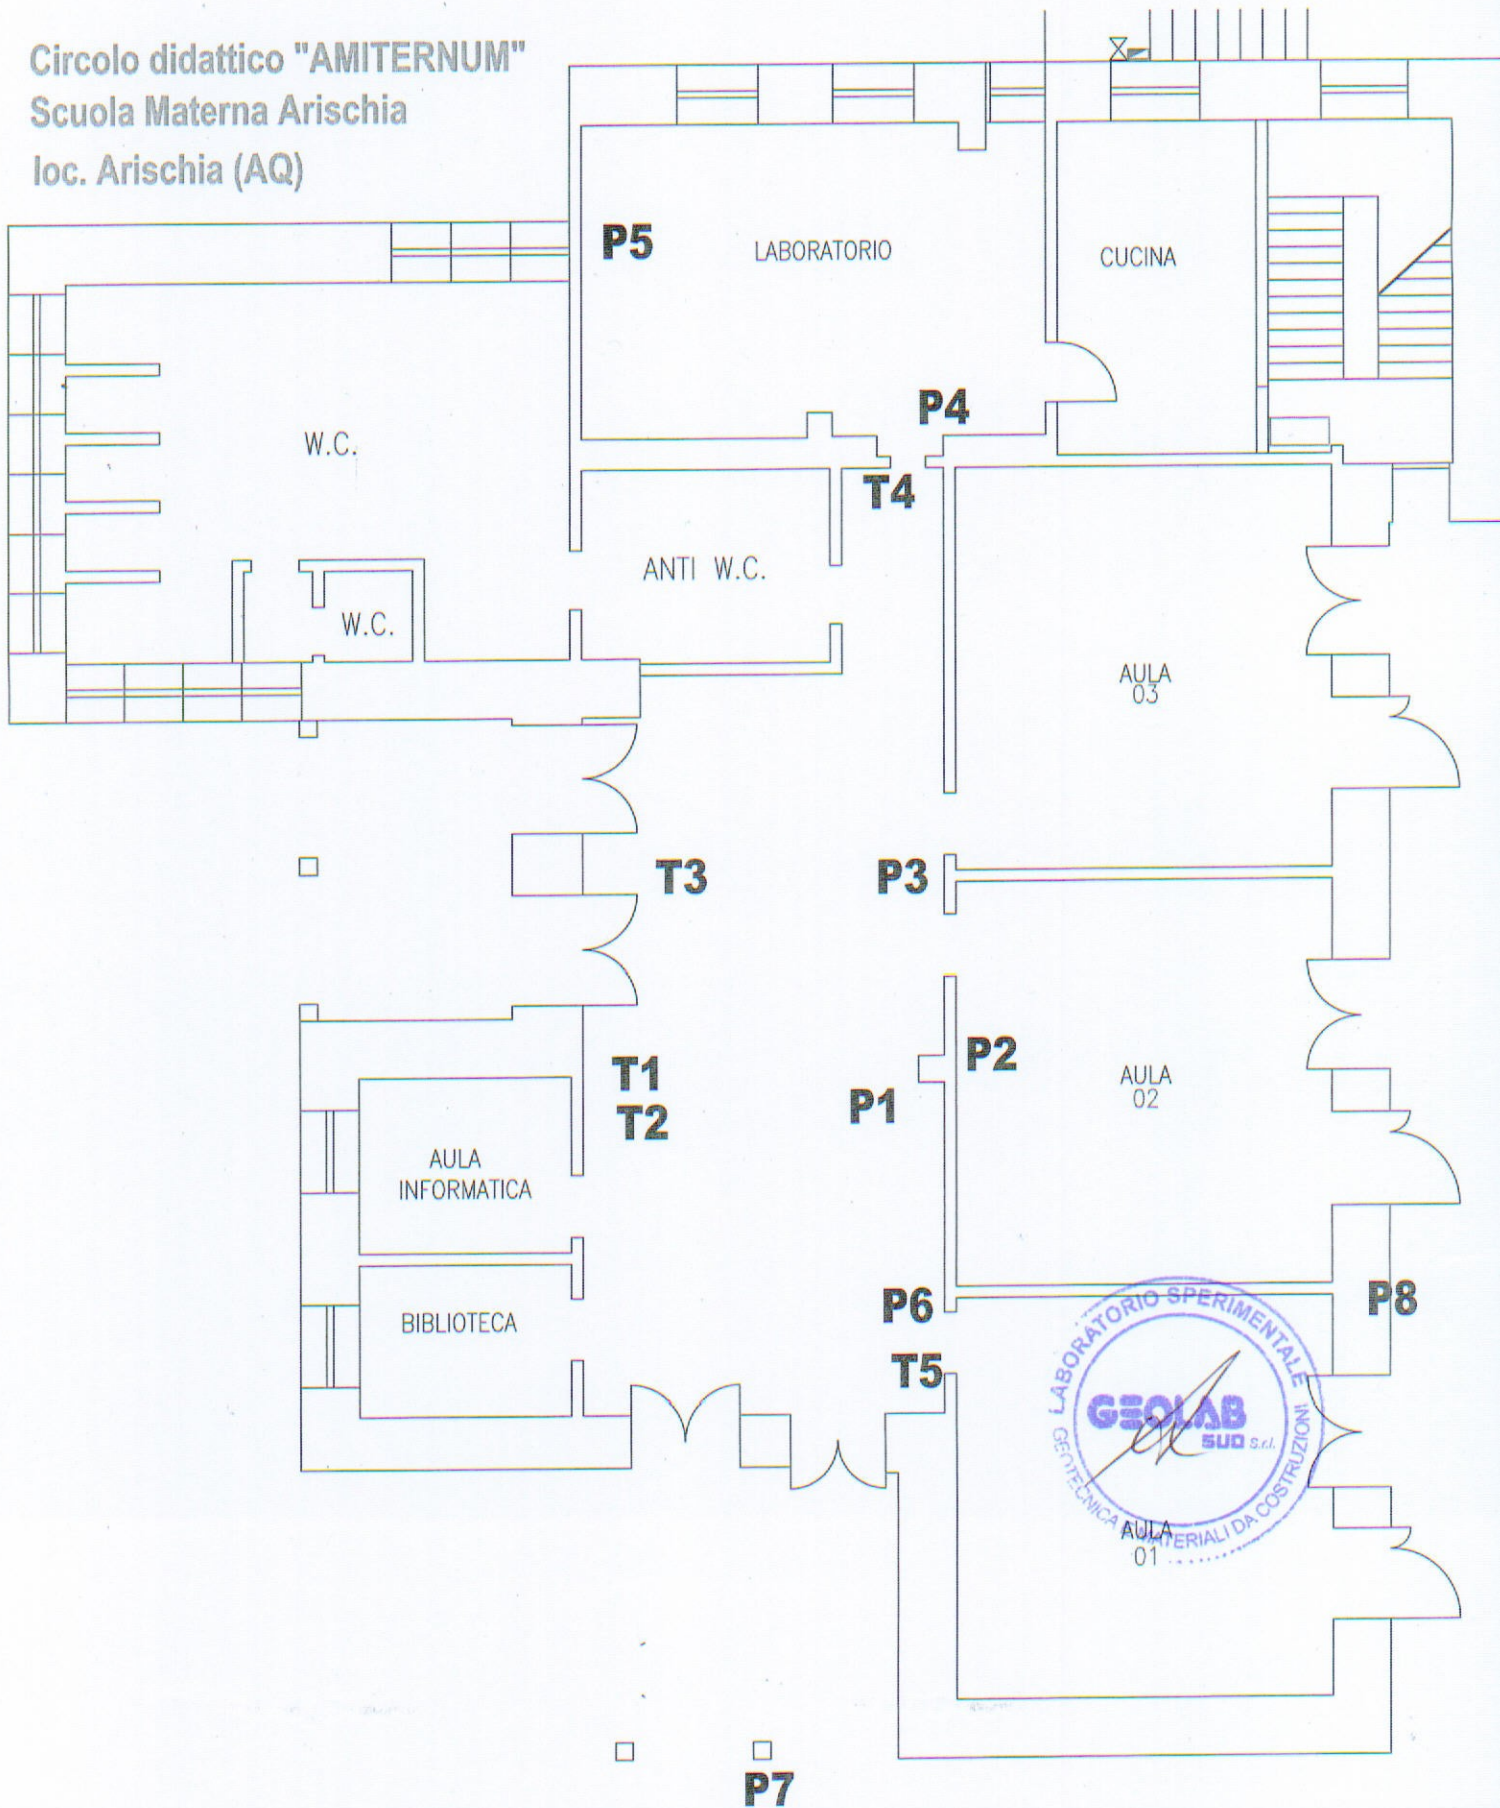 Circolo didattico "AMITERNUM"
Scuola Materna Arischia
loc. Arischia (AQ)
P5
LABORATORIO
CUCINA
W.C.
P4
T4
ANTI W.C.
W.C.
AULA
03
T3
P3
T1
T2
P1
P2
AULA
02
AULA
INFORMATICA
BIBLIOTECA
P6
P8
T5
LABORATORIO SPERIMENTALE
GEOLAB
SUD S.r.l.
GEOTECNICA E MATERIALI DA COSTRUZIONI
AULA
01
P7